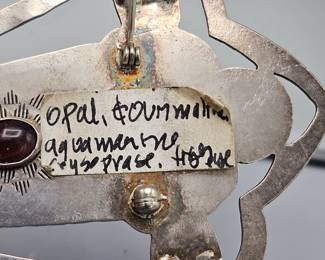 opal, tourmaline
aquamarine
crysoprase.